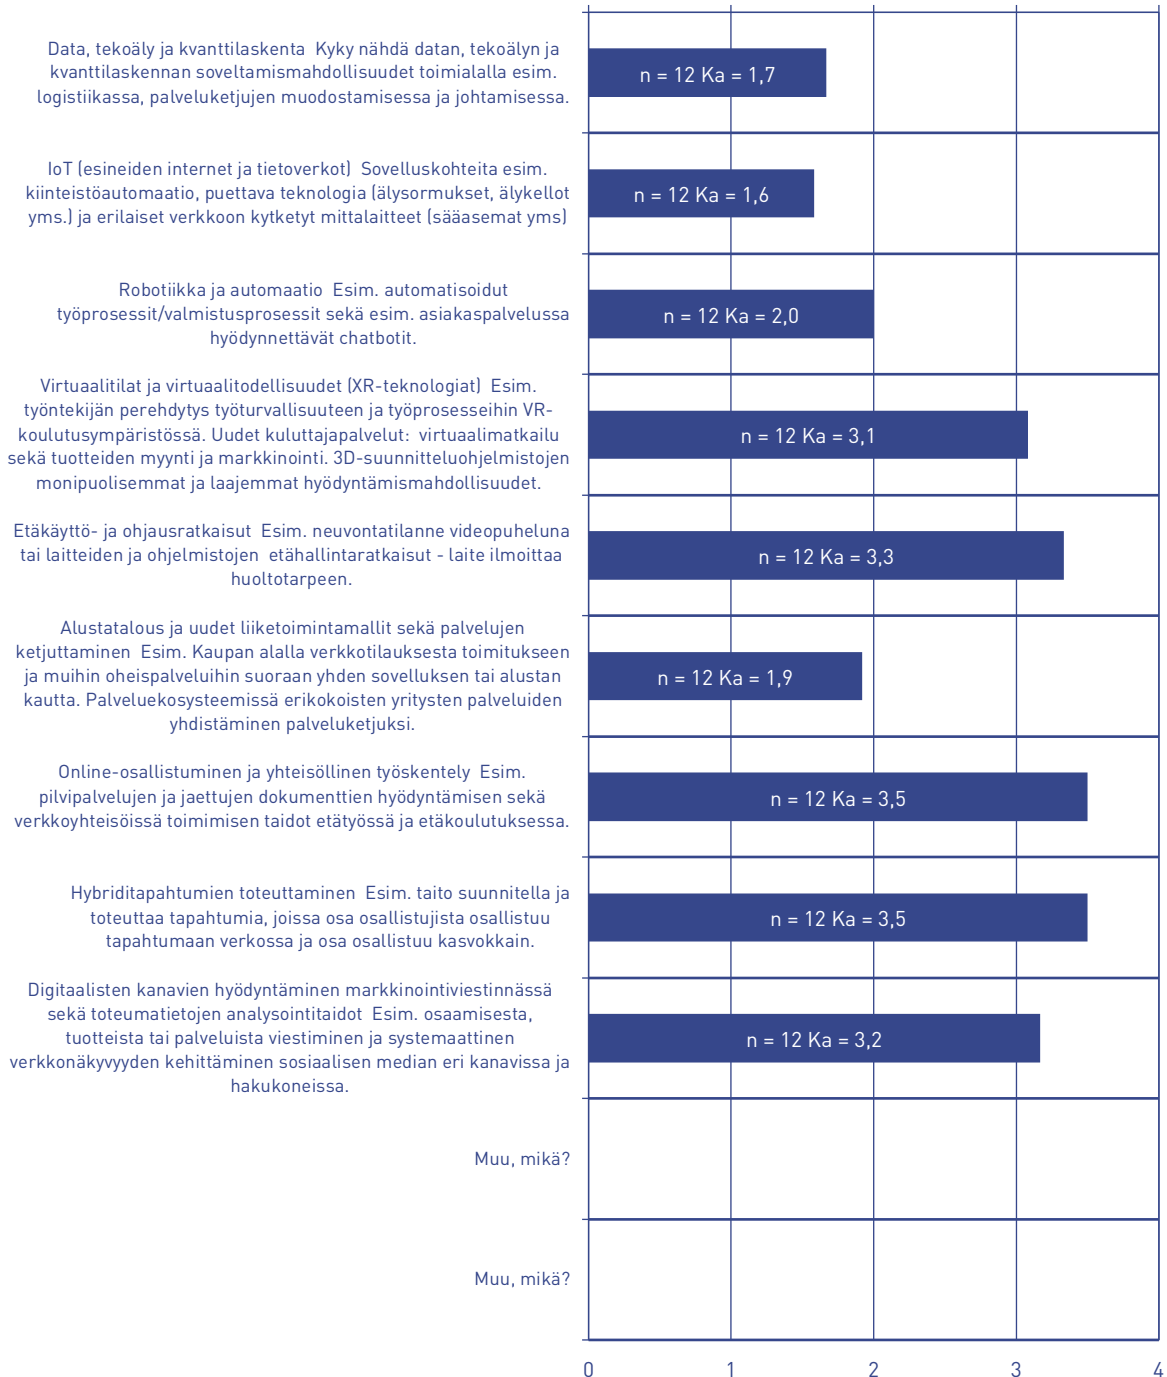 Data, tekoäly ja kvanttilaskenta  Kyky nähdä datan, tekoälyn ja
kvanttilaskennan soveltamismahdollisuudet toimialalla esim.
logistiikassa, palveluketjujen muodostamisessa ja johtamisessa.
n = 12 Ka = 1,7
IoT (esineiden internet ja tietoverkot)  Sovelluskohteita esim.
kiinteistöautomaatio, puettava teknologia (älysormukset, älykellot
yms.) ja erilaiset verkkoon kytketyt mittalaitteet (sääasemat yms)
n = 12 Ka = 1,6
Robotiikka ja automaatio  Esim. automatisoidut
työprosessit/valmistusprosessit sekä esim. asiakaspalvelussa
hyödynnettävät chatbotit.
n = 12 Ka = 2,0
Virtuaalitilat ja virtuaalitodellisuudet (XR-teknologiat)  Esim.
työntekijän perehdytys työturvallisuuteen ja työprosesseihin VR-
koulutusympäristössä. Uudet kuluttajapalvelut:  virtuaalimatkailu
sekä tuotteiden myynti ja markkinointi. 3D-suunnitteluohjelmistojen
monipuolisemmat ja laajemmat hyödyntämismahdollisuudet.
n = 12 Ka = 3,1
Etäkäyttö- ja ohjausratkaisut  Esim. neuvontatilanne videopuheluna
tai laitteiden ja ohjelmistojen  etähallintaratkaisut - laite ilmoittaa
huoltotarpeen.
n = 12 Ka = 3,3
Alustatalous ja uudet liiketoimintamallit sekä palvelujen
ketjuttaminen  Esim. Kaupan alalla verkkotilauksesta toimitukseen
ja muihin oheispalveluihin suoraan yhden sovelluksen tai alustan
kautta. Palveluekosysteemissä erikokoisten yritysten palveluiden
yhdistäminen palveluketjuksi.
n = 12 Ka = 1,9
Online-osallistuminen ja yhteisöllinen työskentely  Esim.
pilvipalvelujen ja jaettujen dokumenttien hyödyntämisen sekä
verkkoyhteisöissä toimimisen taidot etätyössä ja etäkoulutuksessa.
n = 12 Ka = 3,5
Hybriditapahtumien toteuttaminen  Esim. taito suunnitella ja
toteuttaa tapahtumia, joissa osa osallistujista osallistuu
tapahtumaan verkossa ja osa osallistuu kasvokkain.
n = 12 Ka = 3,5
Digitaalisten kanavien hyödyntäminen markkinointiviestinnässä
sekä toteumatietojen analysointitaidot  Esim. osaamisesta,
tuotteista tai palveluista viestiminen ja systemaattinen
verkkonäkyvyyden kehittäminen sosiaalisen median eri kanavissa ja
hakukoneissa.
n = 12 Ka = 3,2
Muu, mikä?
Muu, mikä?
0 1 2 3 4